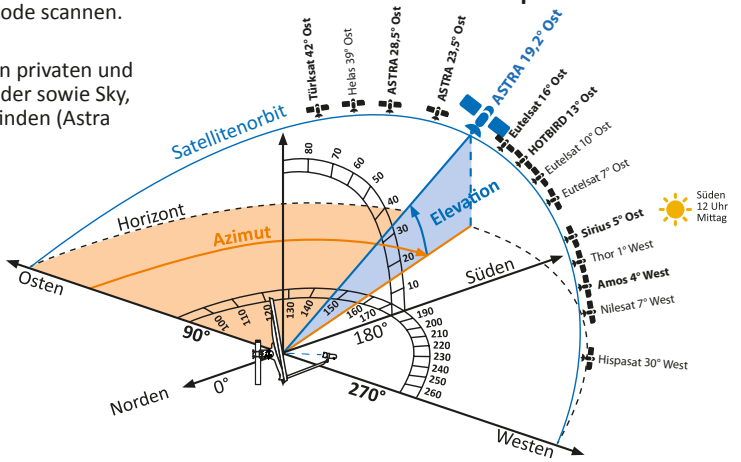 ode scannen.
n privaten und
der sowie Sky,
inden (Astra
Türksat 42° Ost
Helas 39° Ost
ASTRA 28,5° Ost
ASTRA 23,5° Ost
ASTRA 19,2° Ost
Eutelsat 16° Ost
HOTBIRD 13° Ost
Eutelsat 10° Ost
Eutelsat 7° Ost
Sirius 5° Ost
Thor 1° West
Amos 4° West
Nilesat 7° West
Hispasat 30° West
Süden
12 Uhr
Mittag
Satellitenorbit
Horizont
Azimut
Elevation
80
70
60
50
40
30
20
10
Osten
Süden
Norden
Westen
90°
180°
0°
270°
100
110
120
130
140
150
160
170
190
200
210
220
230
240
250
260